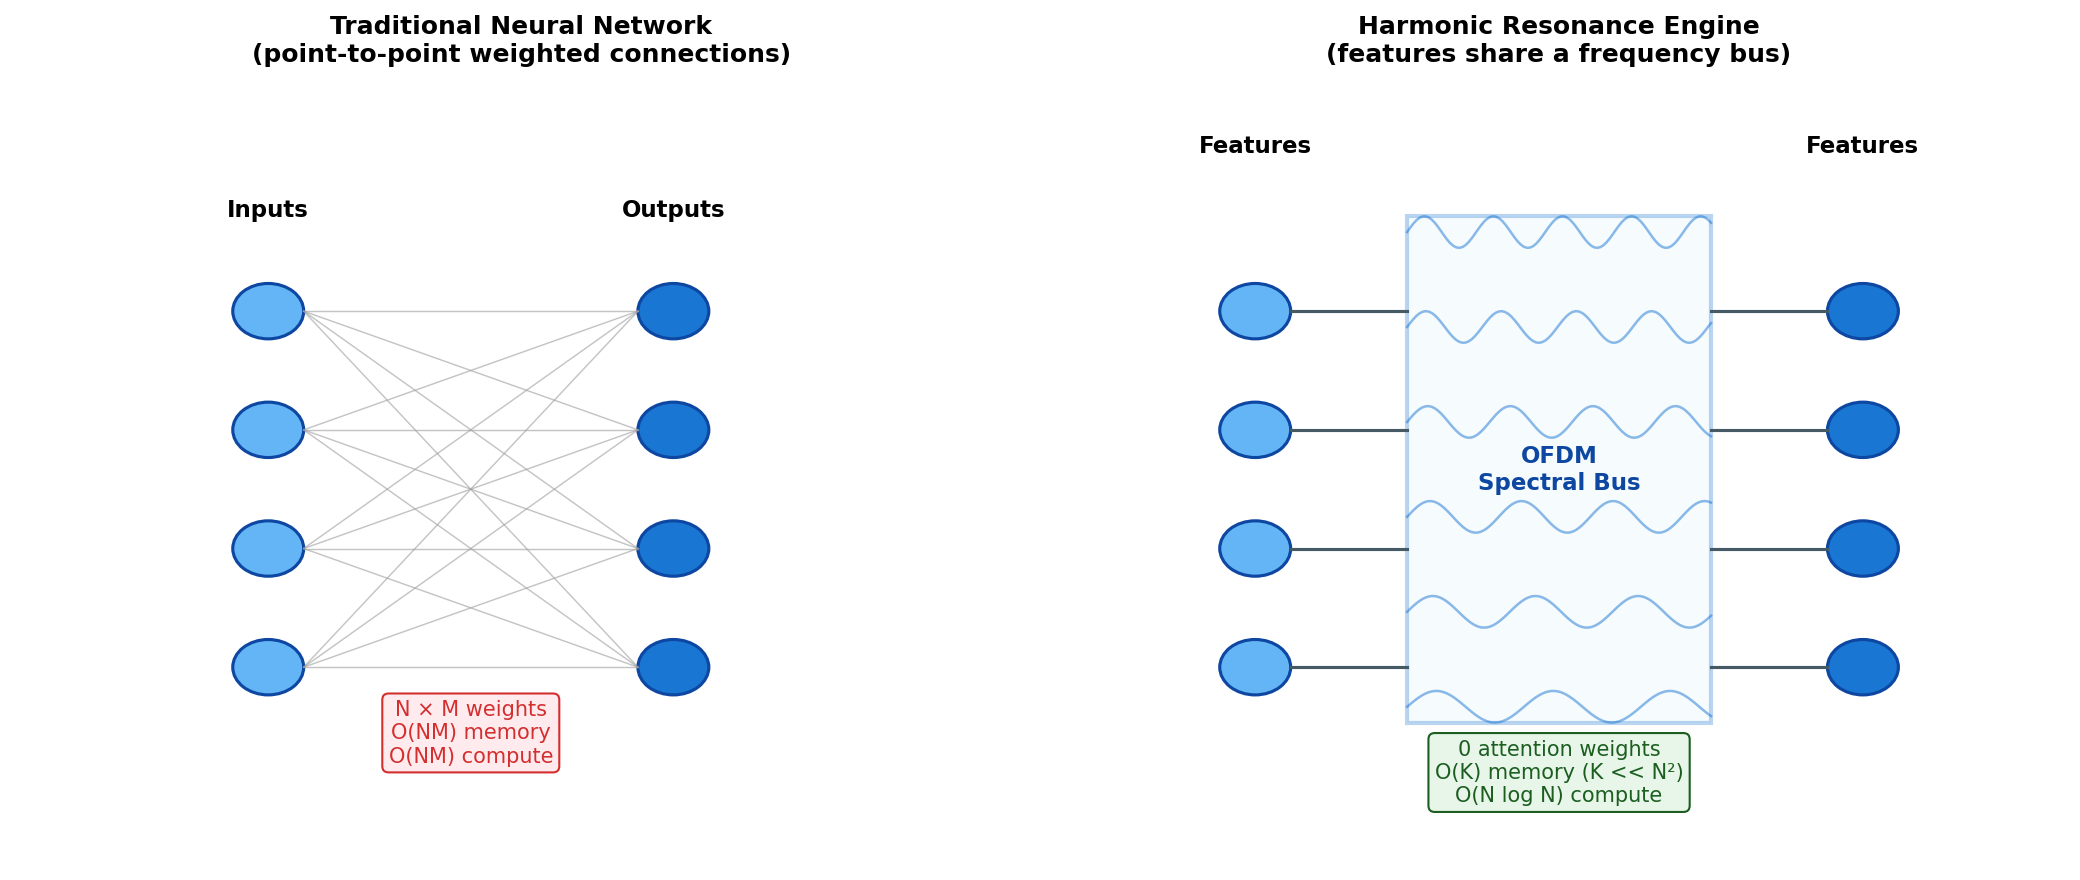 Traditional Neural Network
(point-to-point weighted connections)
Inputs
Outputs
N × M weights
O(NM) memory
O(NM) compute
Harmonic Resonance Engine
(features share a frequency bus)
Features
Features
OFDM
Spectral Bus
0 attention weights
O(K) memory (K << N²)
O(N log N) compute